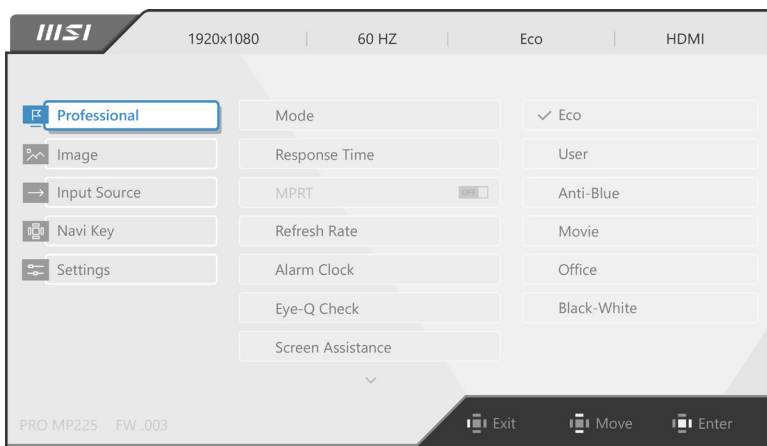 msi 1920x1080 60 HZ Eco HDMI
Professional
Image
Input Source
Navi Key
Settings
Mode
Response Time
MPRT OFF
Refresh Rate
Alarm Clock
Eye-Q Check
Screen Assistance
Eco
User
Anti-Blue
Movie
Office
Black-White
PRO MP225 FW .003
Exit Move Enter